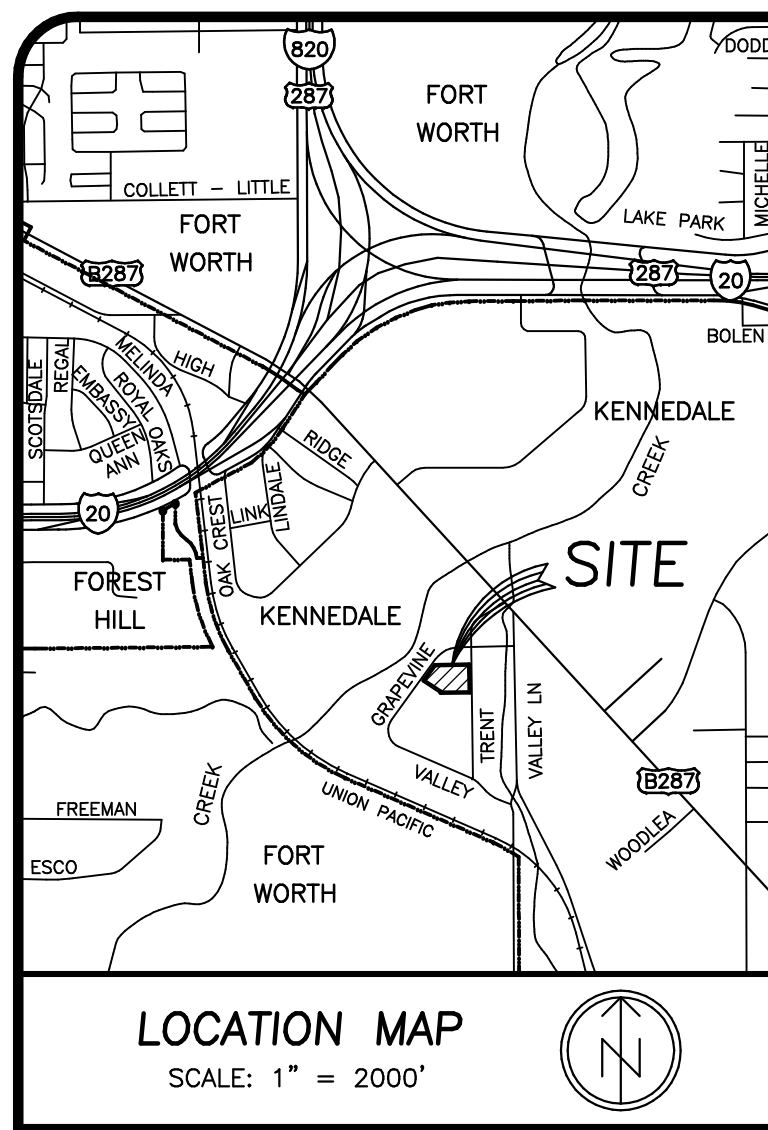 820
DODD
287
FORT
WORTH
MICHELLE
COLLETT - LITTLE
LAKE PARK
FORT
WORTH
B287
287
20
BOLEN
MELINDA
HIGH
REGAL
SCOTSDALE
EMBASSY
ROYAL OAKS
QUEEN
ANN
KENNEDALE
RIDGE
CREEK
LINDALE
LINK
OAK CREST
20
SITE
FOREST
HILL
KENNEDALE
GRAPEVINE
TRENT
VALLEY LN
VALLEY
B287
CREEK
UNION PACIFIC
FREEMAN
WOODLEA
ESCO
FORT
WORTH
LOCATION MAP
SCALE: 1" = 2000'
N